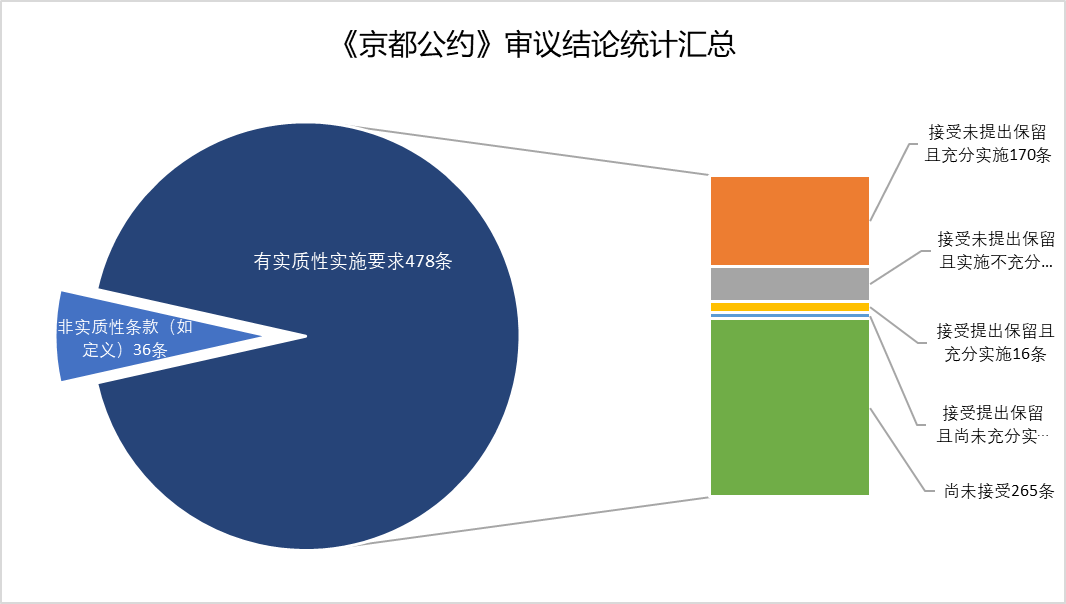 《京都公约》审议结论统计汇总
有实质性实施要求478条
非实质性条款（如
定义）36条
接受未提出保留
且充分实施170条
接受未提出保留
且实施不充分...
接受提出保留且
充分实施16条
接受提出保留
且尚未充分实…
尚未接受265条